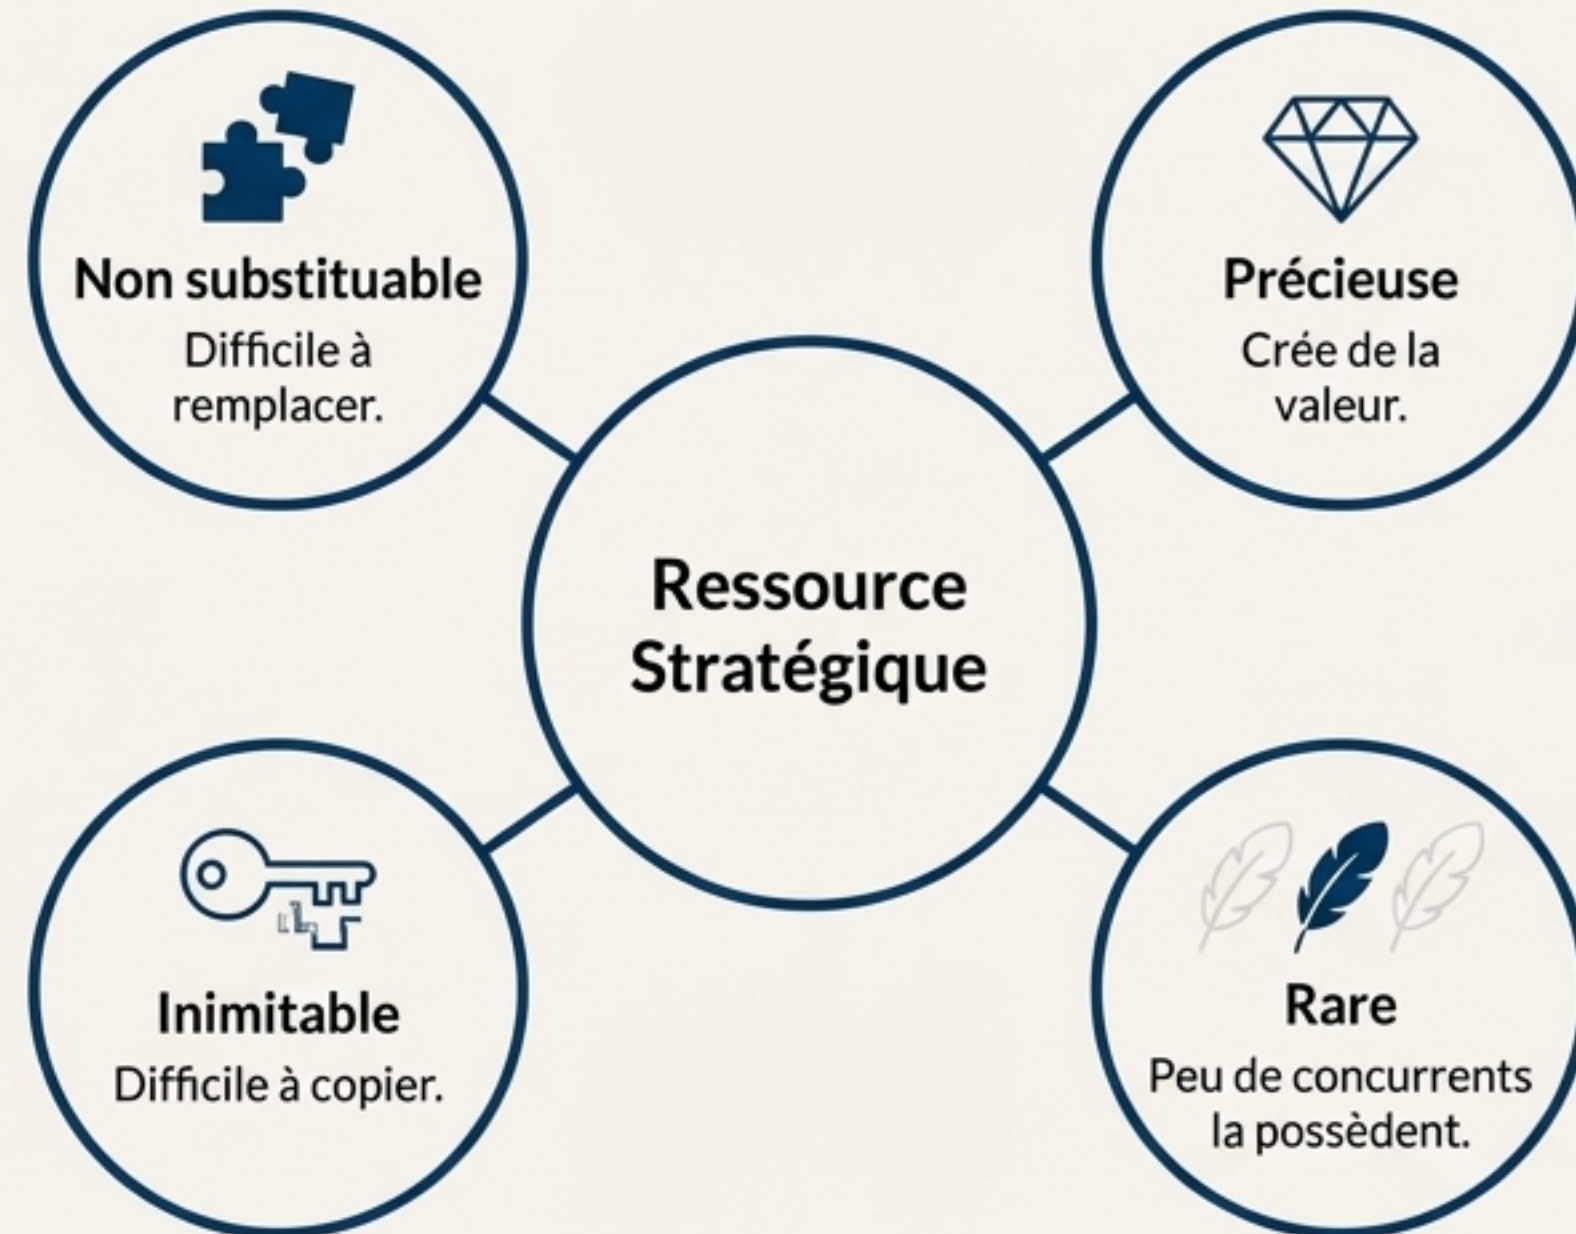 Non substituable
Difficile à
remplacer.
Précieuse
Crée de la
valeur.
Ressource
Stratégique
Inimitable
Difficile à copier.
Rare
Peu de concurrents
la possèdent.